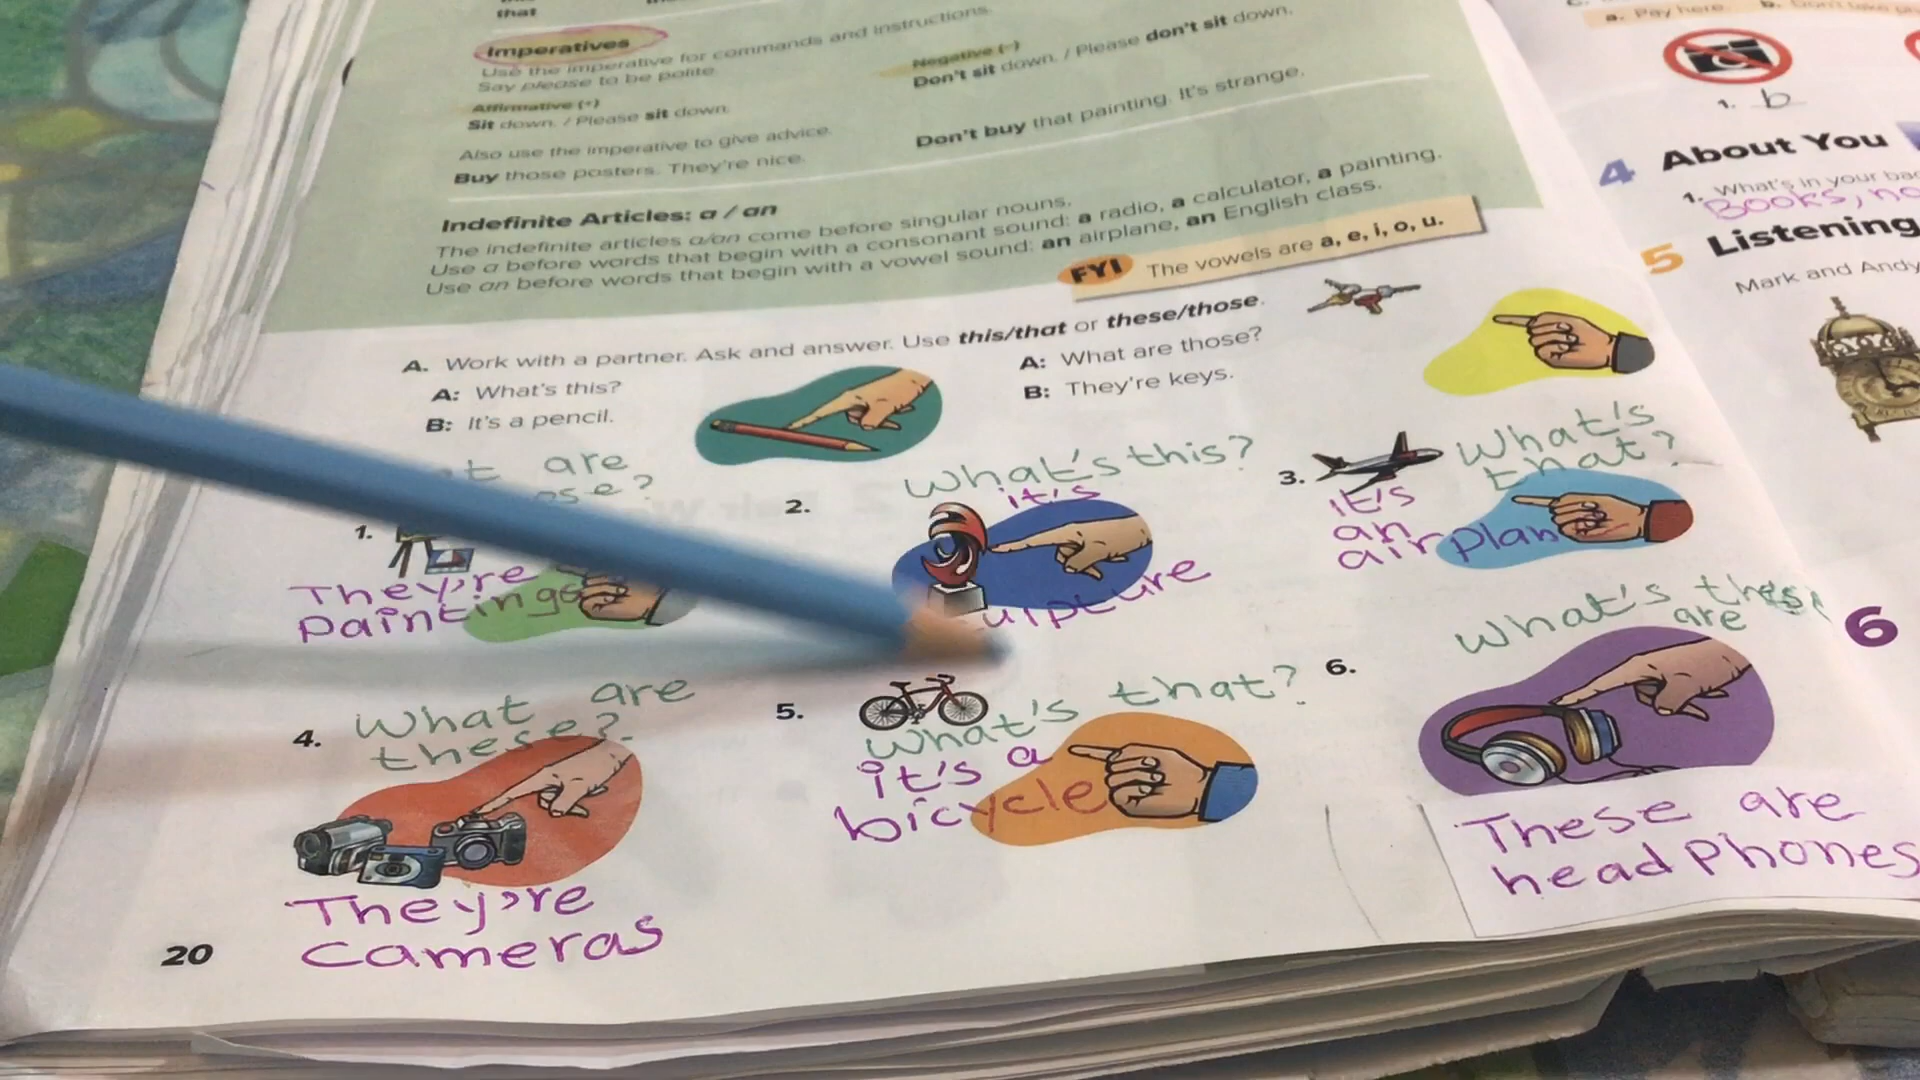 that
Imperatives
Use the imperative for commands and instructions.
Say please to be polite.
Affirmative (+)
Sit down. / Please sit down.
Negative (-)
Don't sit down. / Please don't sit down.
Also use the imperative to give advice.
Buy those posters. They're nice.
Don't buy that painting. It's strange.
Indefinite Articles: a / an
The indefinite articles a/an come before singular nouns.
Use a before words that begin with a consonant sound: a radio, a calculator, a painting.
Use an before words that begin with a vowel sound: an airplane, an English class.
FYI The vowels are a, e, i, o, u.
A. Work with a partner. Ask and answer. Use this/that or these/those.
A: What's this?
B: It's a pencil.
A: What are those?
B: They're keys.
1.
are
They're
paintings
2. What's this?
it's
3. What's
that?
it's
an
airplan
4. What are
these?
They're
cameras
5. What's that?
it's a
bicycle
6. What's these
are
These are
headphones
20
a. Pay here. b.
1. b
4 About You
1. What's in your
Books,
5 Listening
Mark and Andy
6